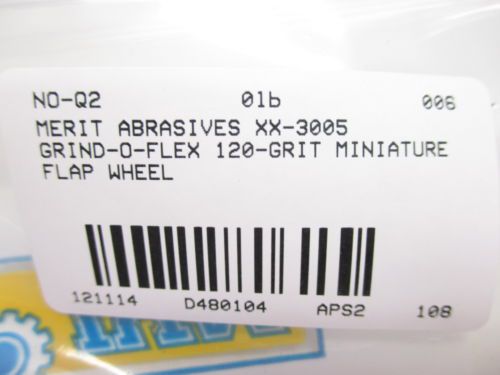 NO-Q2 01b 006
MERIT ABRASIVES XX-3005
GRIND-O-FLEX 120-GRIT MINIATURE
FLAP WHEEL
121114 D480104 APS2 108